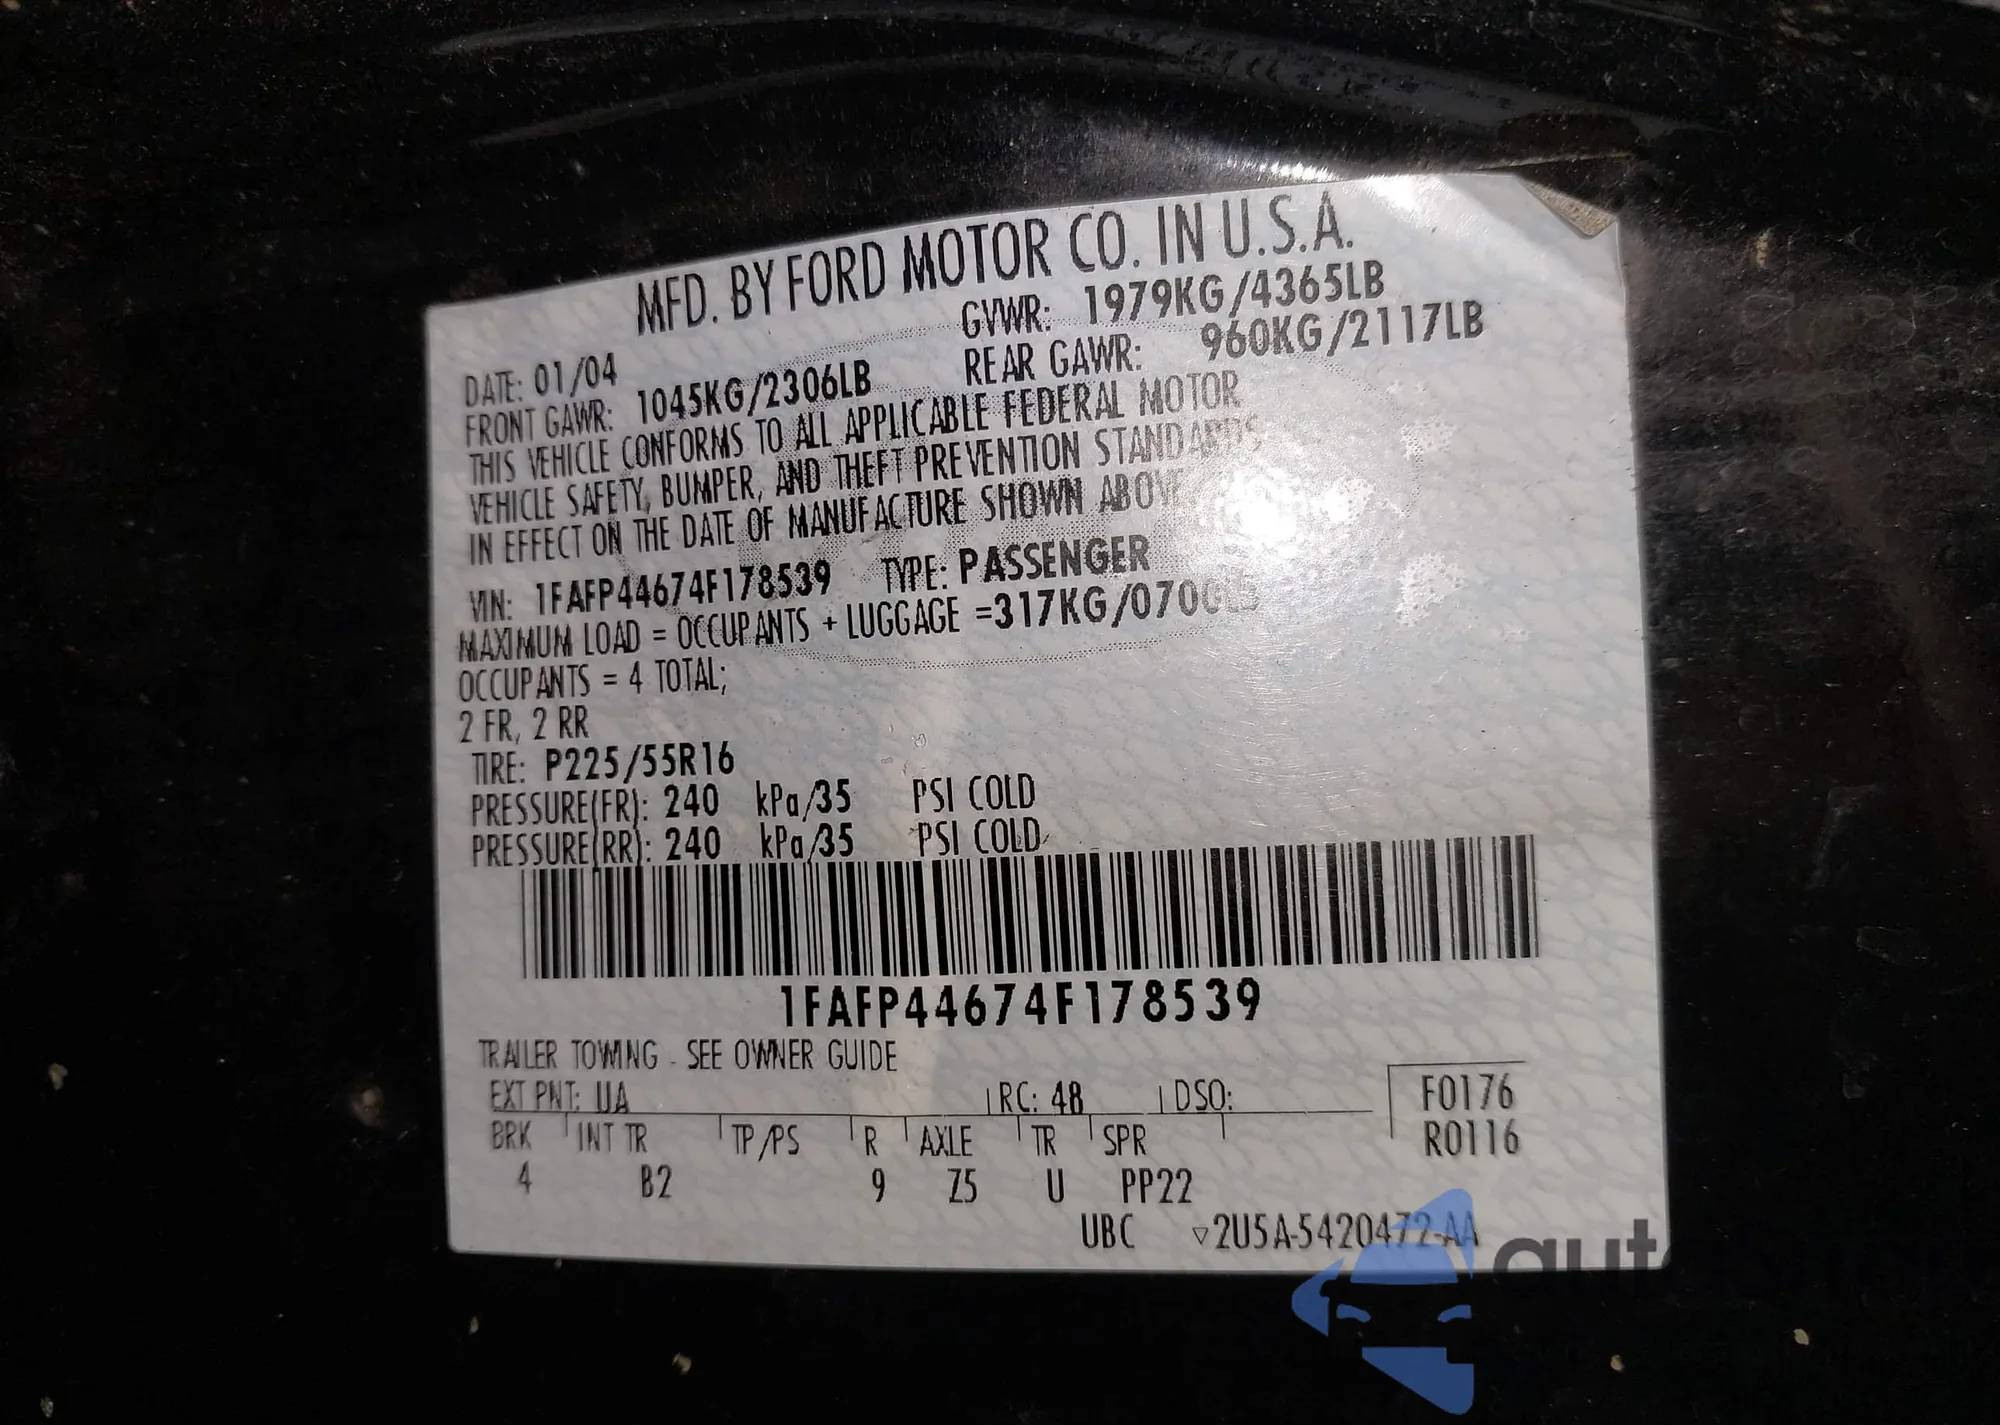 MFD. BY FORD MOTOR CO. IN U.S.A.
DATE: 01/04 GVWR: 1979KG/4365LB
FRONT GAWR: 1045KG/2306LB REAR GAWR: 960KG/2117LB
THIS VEHICLE CONFORMS TO ALL APPLICABLE FEDERAL MOTOR
VEHICLE SAFETY, BUMPER, AND THEFT PREVENTION STANDARDS
IN EFFECT ON THE DATE OF MANUFACTURE SHOWN ABOVE
VIN: 1FAFP44674F178539 TYPE: PASSENGER
MAXIMUM LOAD = OCCUPANTS + LUGGAGE =317KG/0700LB
OCCUPANTS = 4 TOTAL;
2 FR, 2 RR
TIRE: P225/55R16
PRESSURE(FR): 240 kPa/35 PSI COLD
PRESSURE(RR): 240 kPa/35 PSI COLD
1FAFP44674F178539
TRAILER TOWING - SEE OWNER GUIDE
EXT PNT: UA RC: 48 DSO: F0176
BRK INT TR TP/PS R AXLE TR SPR R0116
4 B2 9 Z5 U PP22
UBC ▿2U5A-5420472-AA